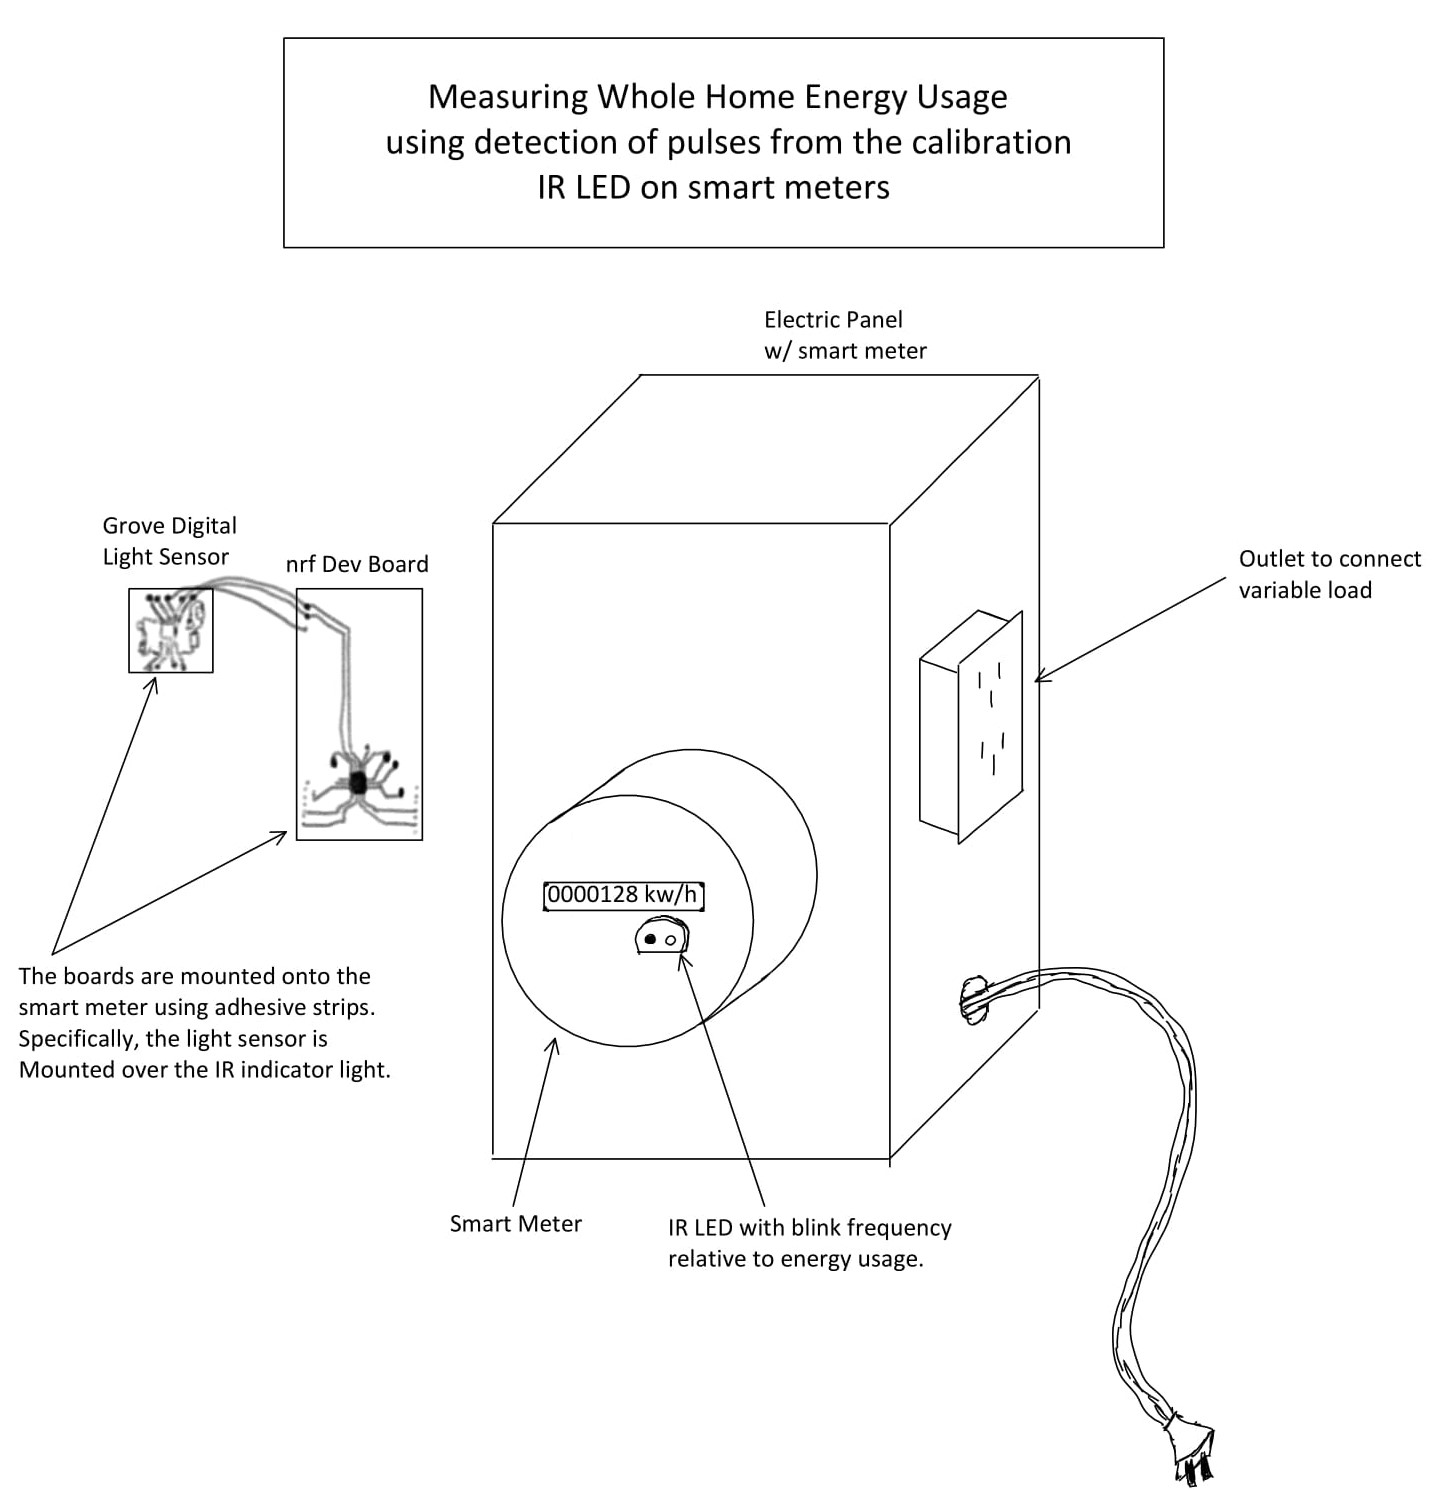 Measuring Whole Home Energy Usage
using detection of pulses from the calibration
IR LED on smart meters
Electric Panel
w/ smart meter
Grove Digital
Light Sensor
nrf Dev Board
Outlet to connect
variable load
0000128 kw/h
The boards are mounted onto the
smart meter using adhesive strips.
Specifically, the light sensor is
Mounted over the IR indicator light.
Smart Meter
IR LED with blink frequency
relative to energy usage.